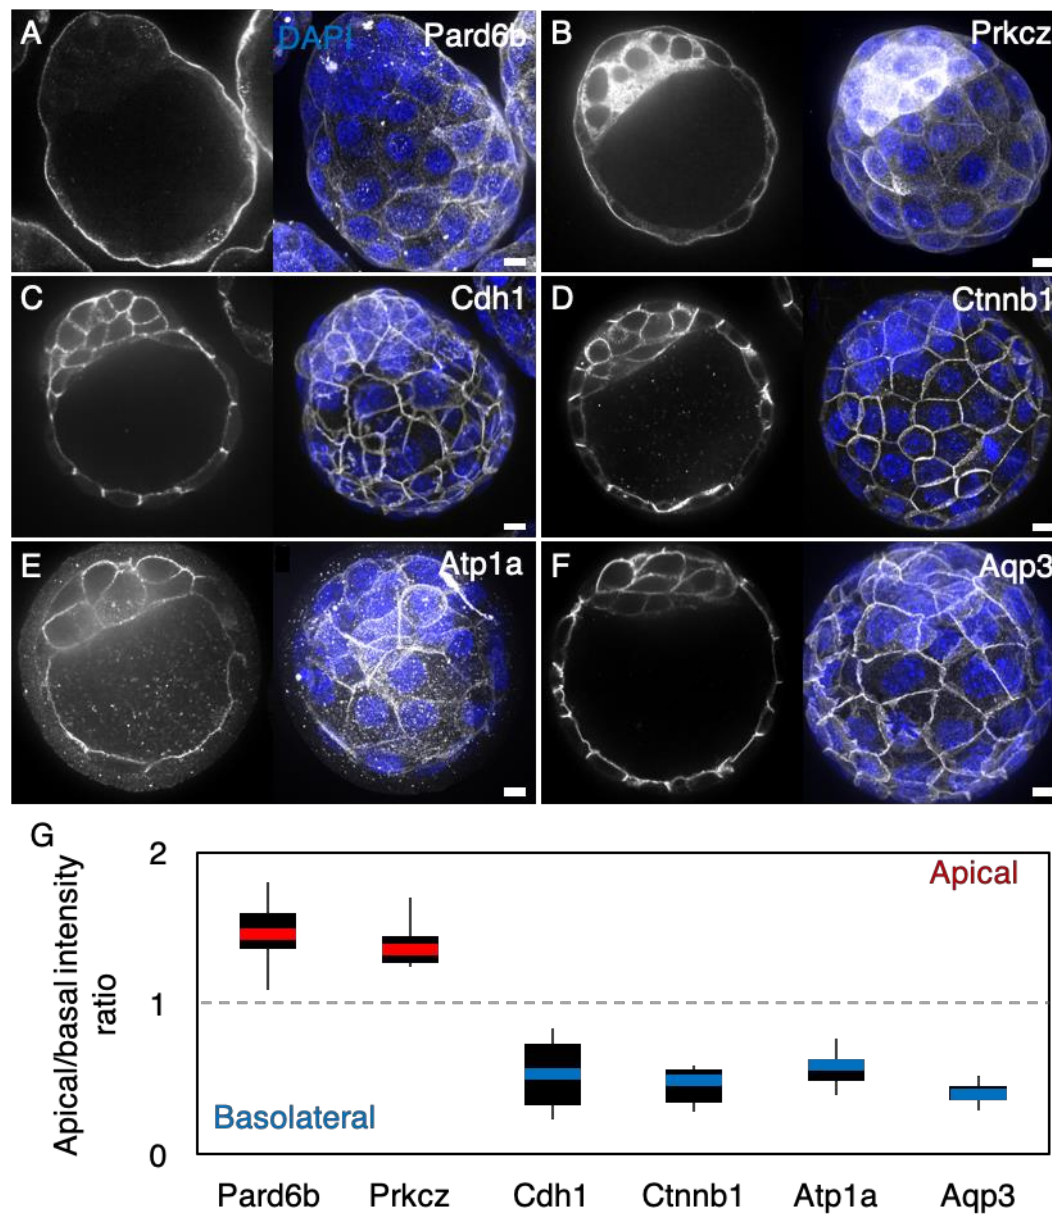 A
DAPI
Pard6b
B
Prkcz
C
Cdh1
D
Ctnnb1
E
Atp1a
F
Aqp3
G
Apical/basal intensity
ratio
2
1
0
Apical
Basolateral
Pard6b
Prkcz
Cdh1
Ctnnb1
Atp1a
Aqp3